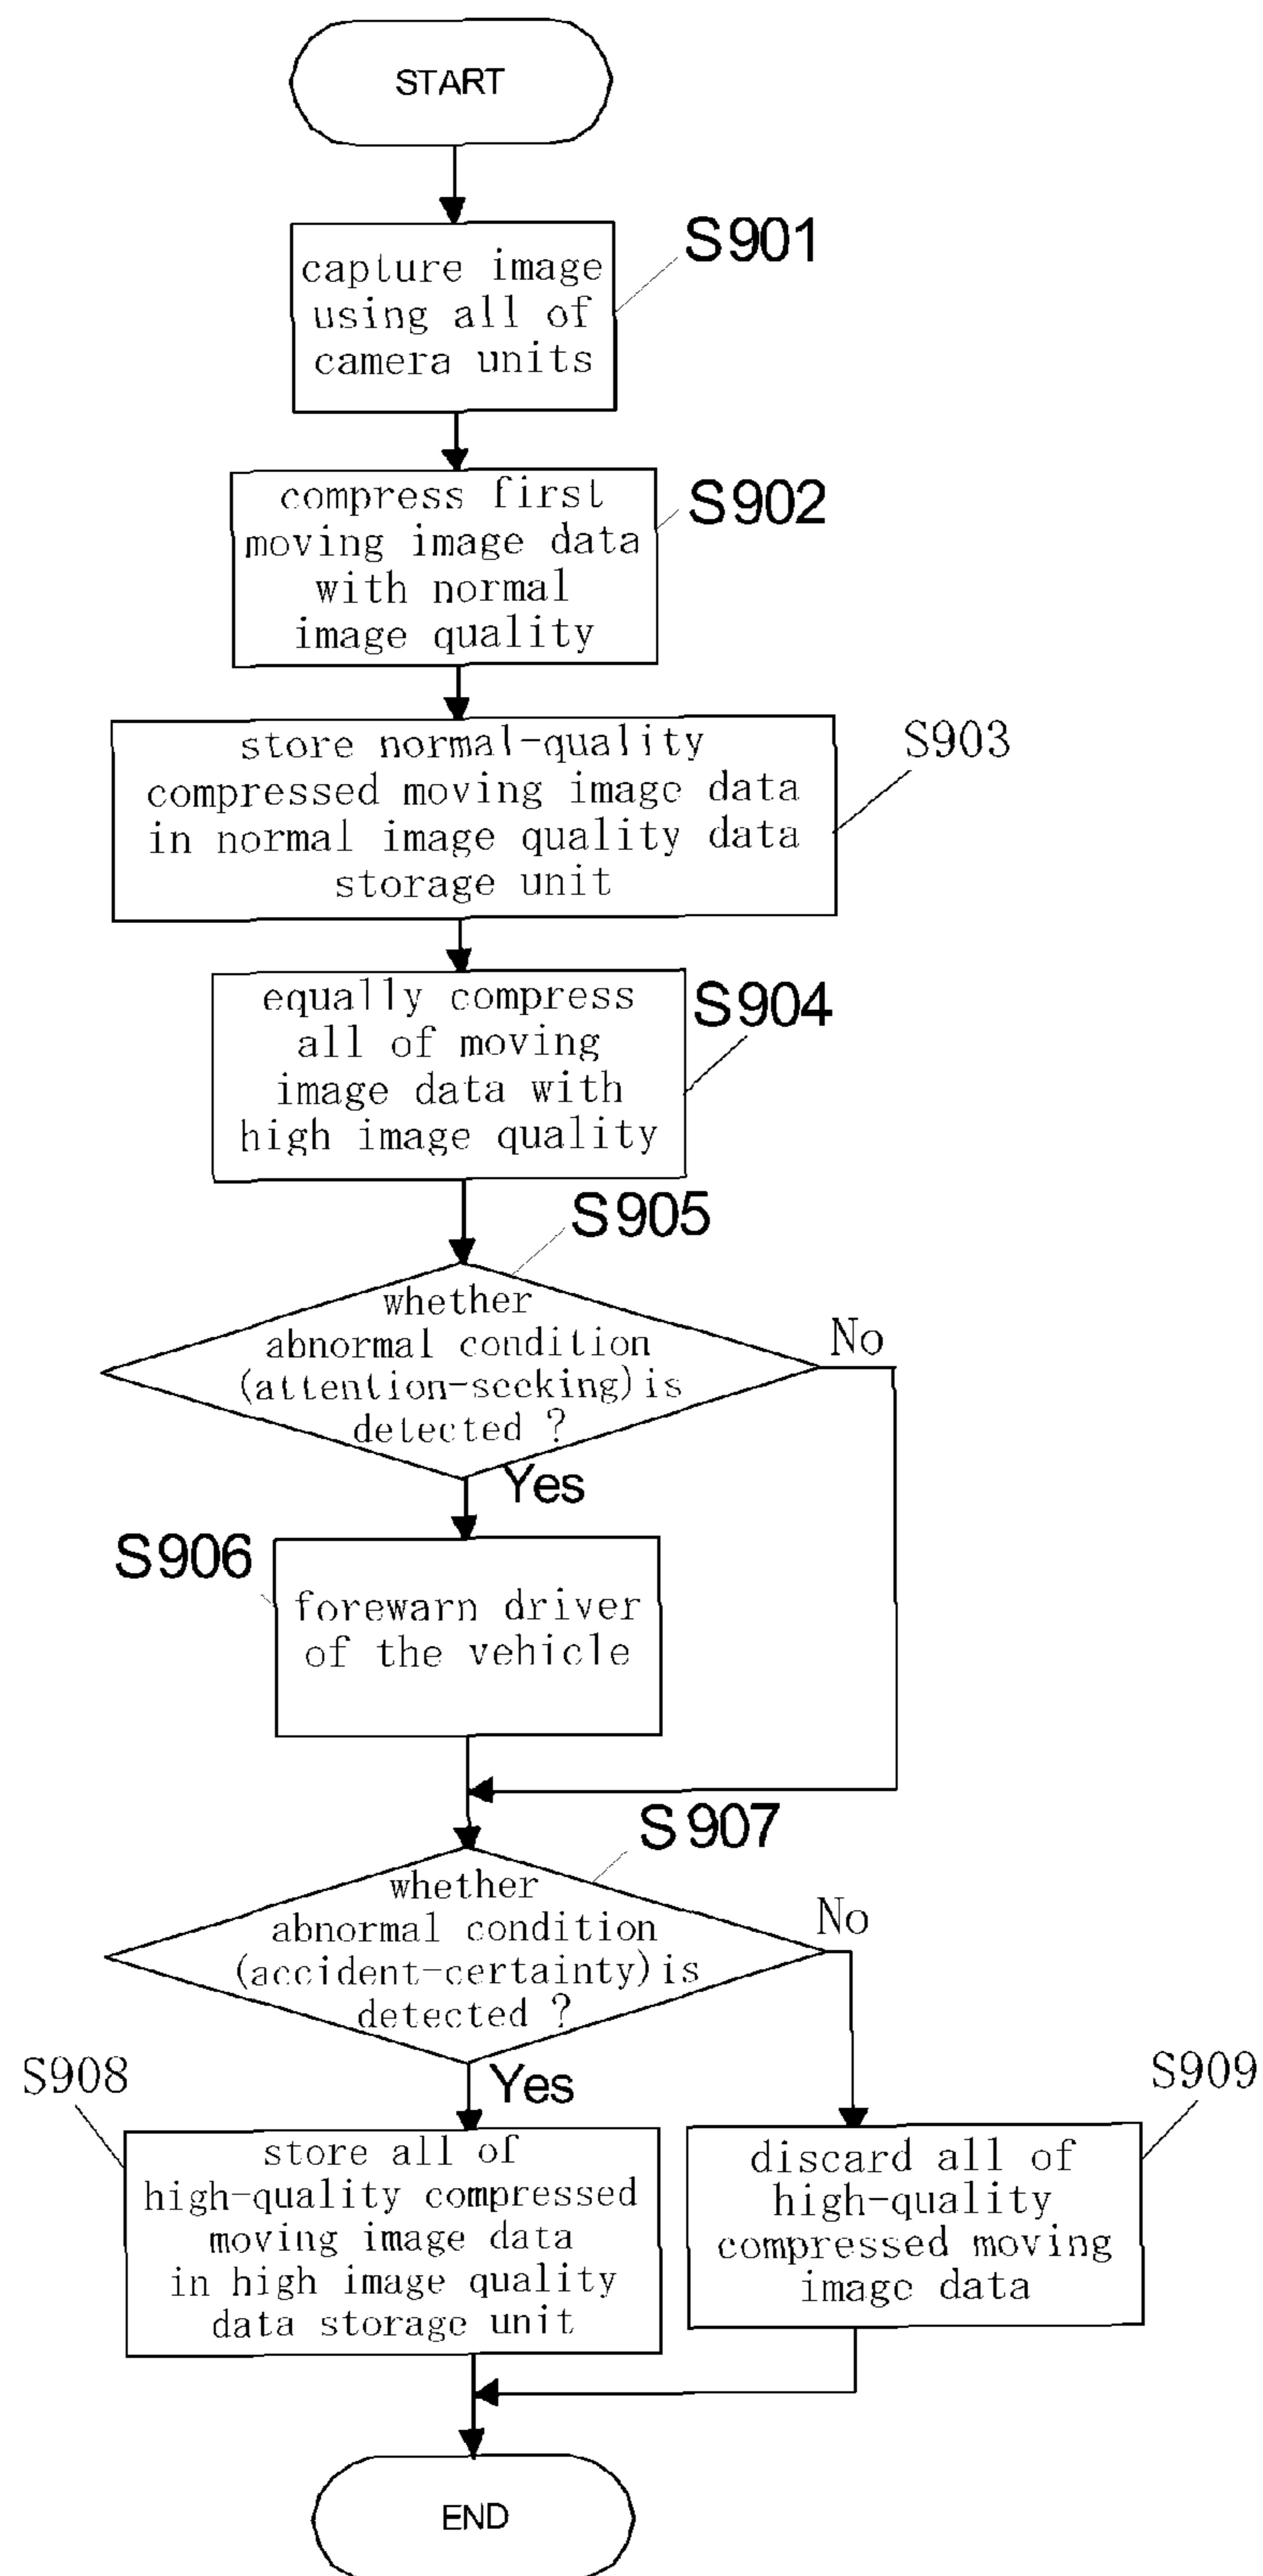 START
S901
capture image
using all of
camera units
S902
compress first
moving image data
with normal
image quality
S903
store normal-quality
compressed moving image data
in normal image quality data
storage unit
S904
equally compress
all of moving
image data with
high image quality
S905
whether
abnormal condition
(attention-seeking)is
detected ?
No
Yes
S906
forewarn driver
of the vehicle
S907
whether
abnormal condition
(accident-certainty)is
detected ?
No
Yes
S908
store all of
high-quality compressed
moving image data
in high image quality
data storage unit
S909
discard all of
high-quality
compressed moving
image data
END